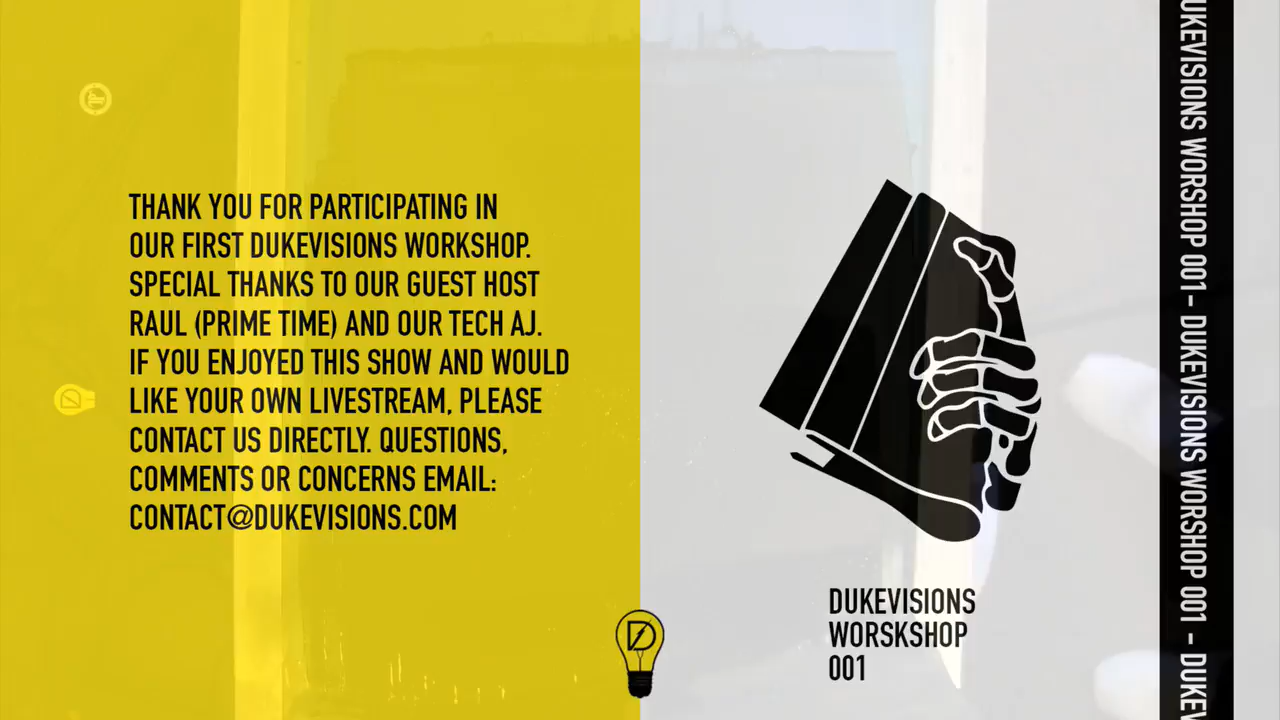 THANK YOU FOR PARTICIPATING IN
OUR FIRST DUKEVISIONS WORKSHOP.
SPECIAL THANKS TO OUR GUEST HOST
RAUL (PRIME TIME) AND OUR TECH AJ.
IF YOU ENJOYED THIS SHOW AND WOULD
LIKE YOUR OWN LIVESTREAM, PLEASE
CONTACT US DIRECTLY. QUESTIONS,
COMMENTS OR CONCERNS EMAIL:
CONTACT@DUKEVISIONS.COM
D
DUKEVISIONS
WORSKSHOP
001
UKEVISIONS WORSHOP 001- DUKEVISIONS WORSHOP 001 - DUKEV